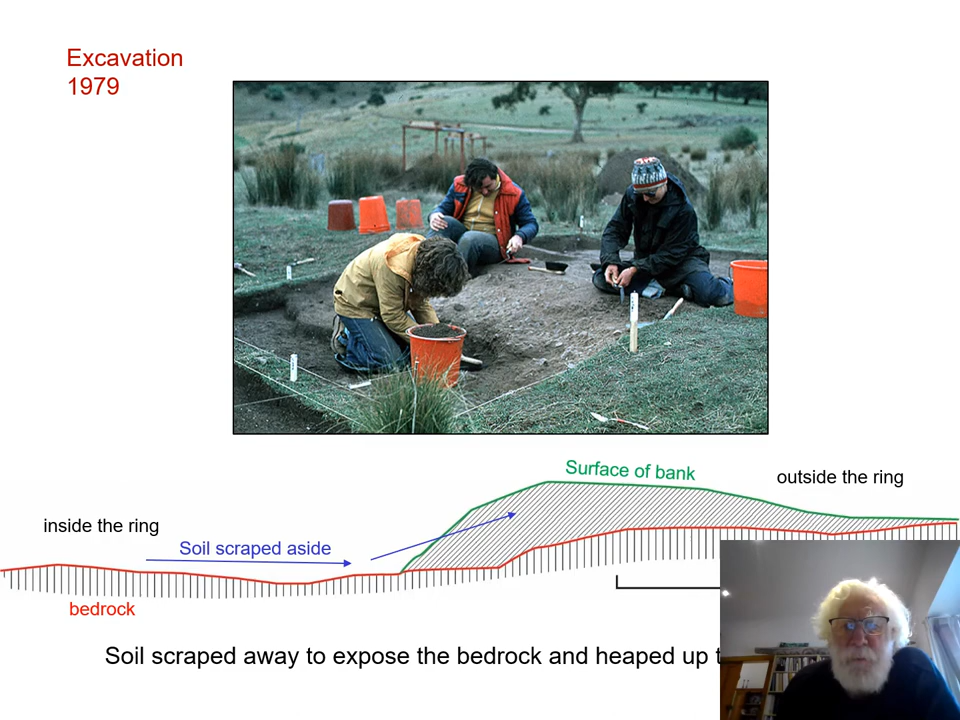 Excavation
1979
Surface of bank
outside the ring
inside the ring
Soil scraped aside
bedrock
Soil scraped away to expose the bedrock and heaped up